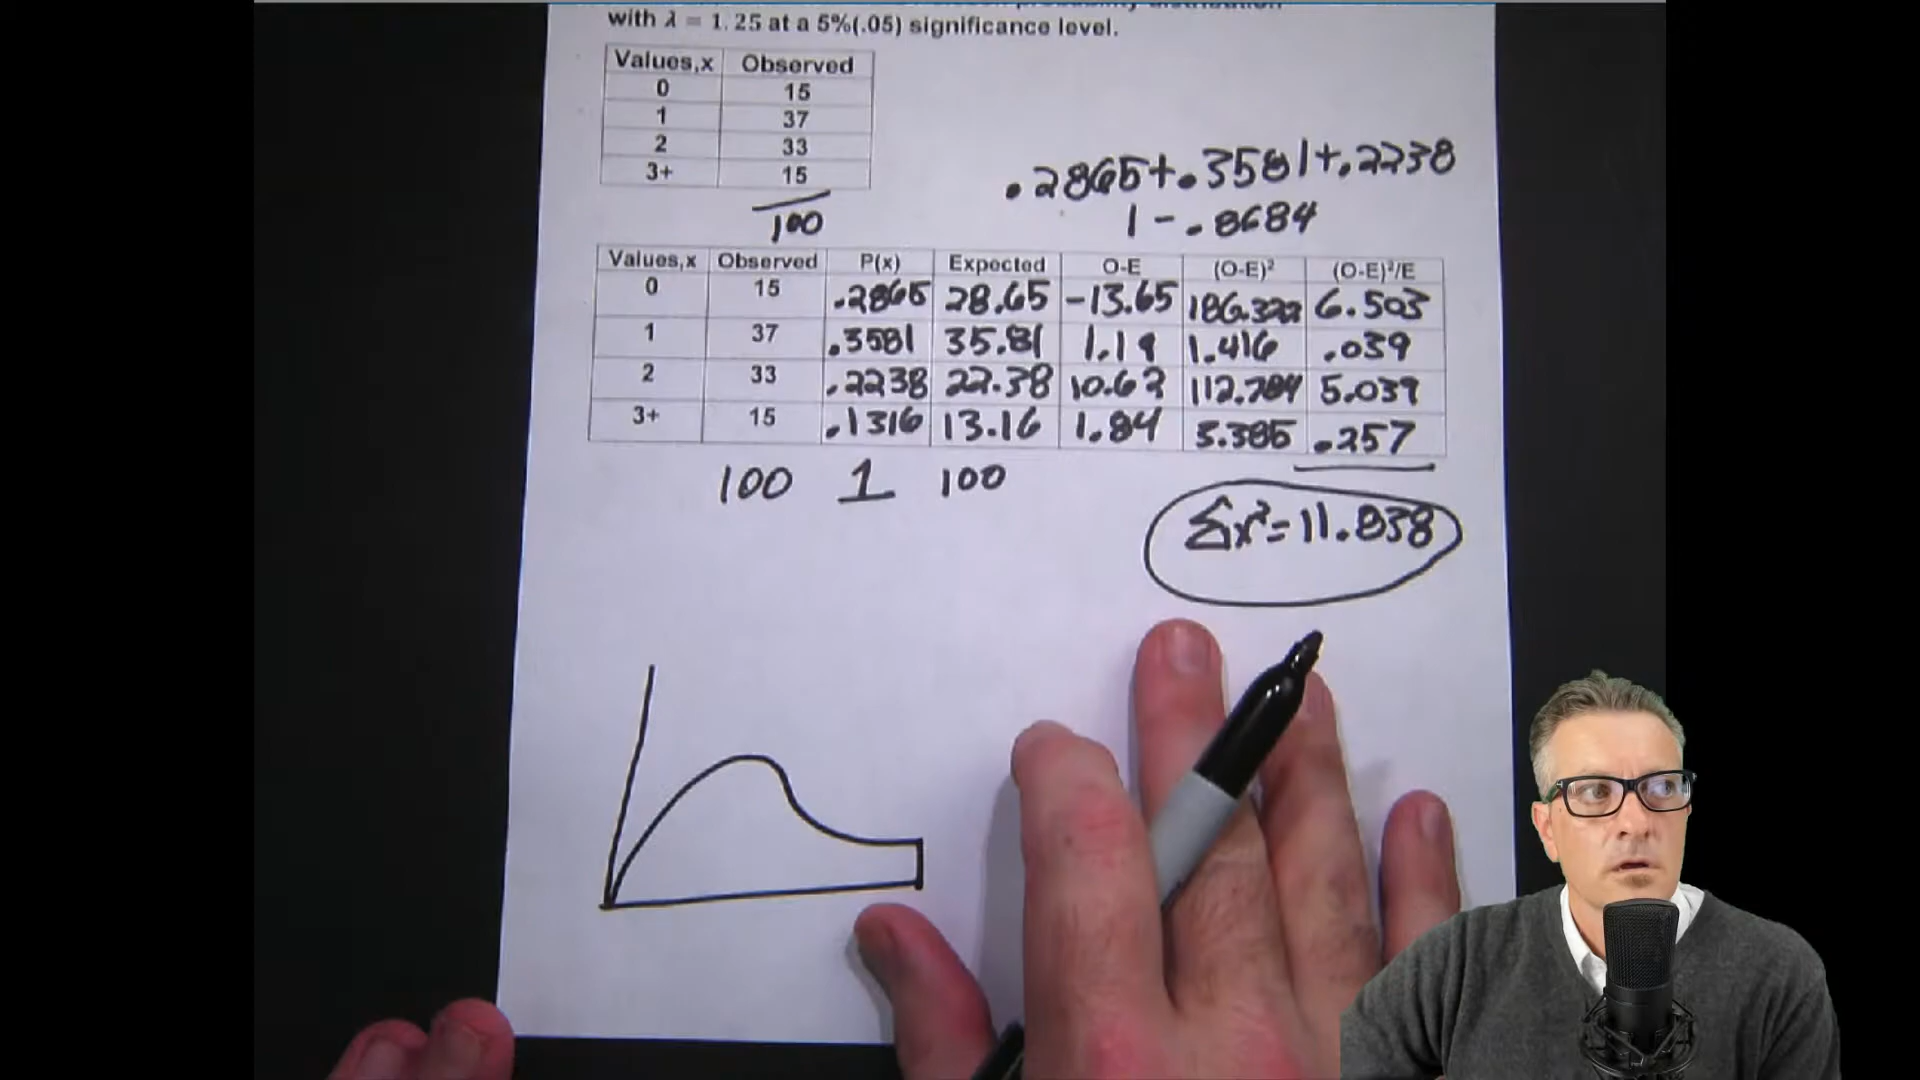 with λ = 1.25 at a 5%(.05) significance level.
Values,x Observed
0 15
1 37
2 33
3+ 15
100
.2865+.3581+.2238
1 - .8684
Values,x Observed P(x) Expected O-E (O-E)² (O-E)²/E
0 15 .2865 28.65 -13.65 186.322 6.503
1 37 .3581 35.81 1.19 1.416 .039
2 33 .2238 22.38 10.62 112.784 5.039
3+ 15 .1316 13.16 1.84 3.385 .257
100 1 100
Σx²=11.838